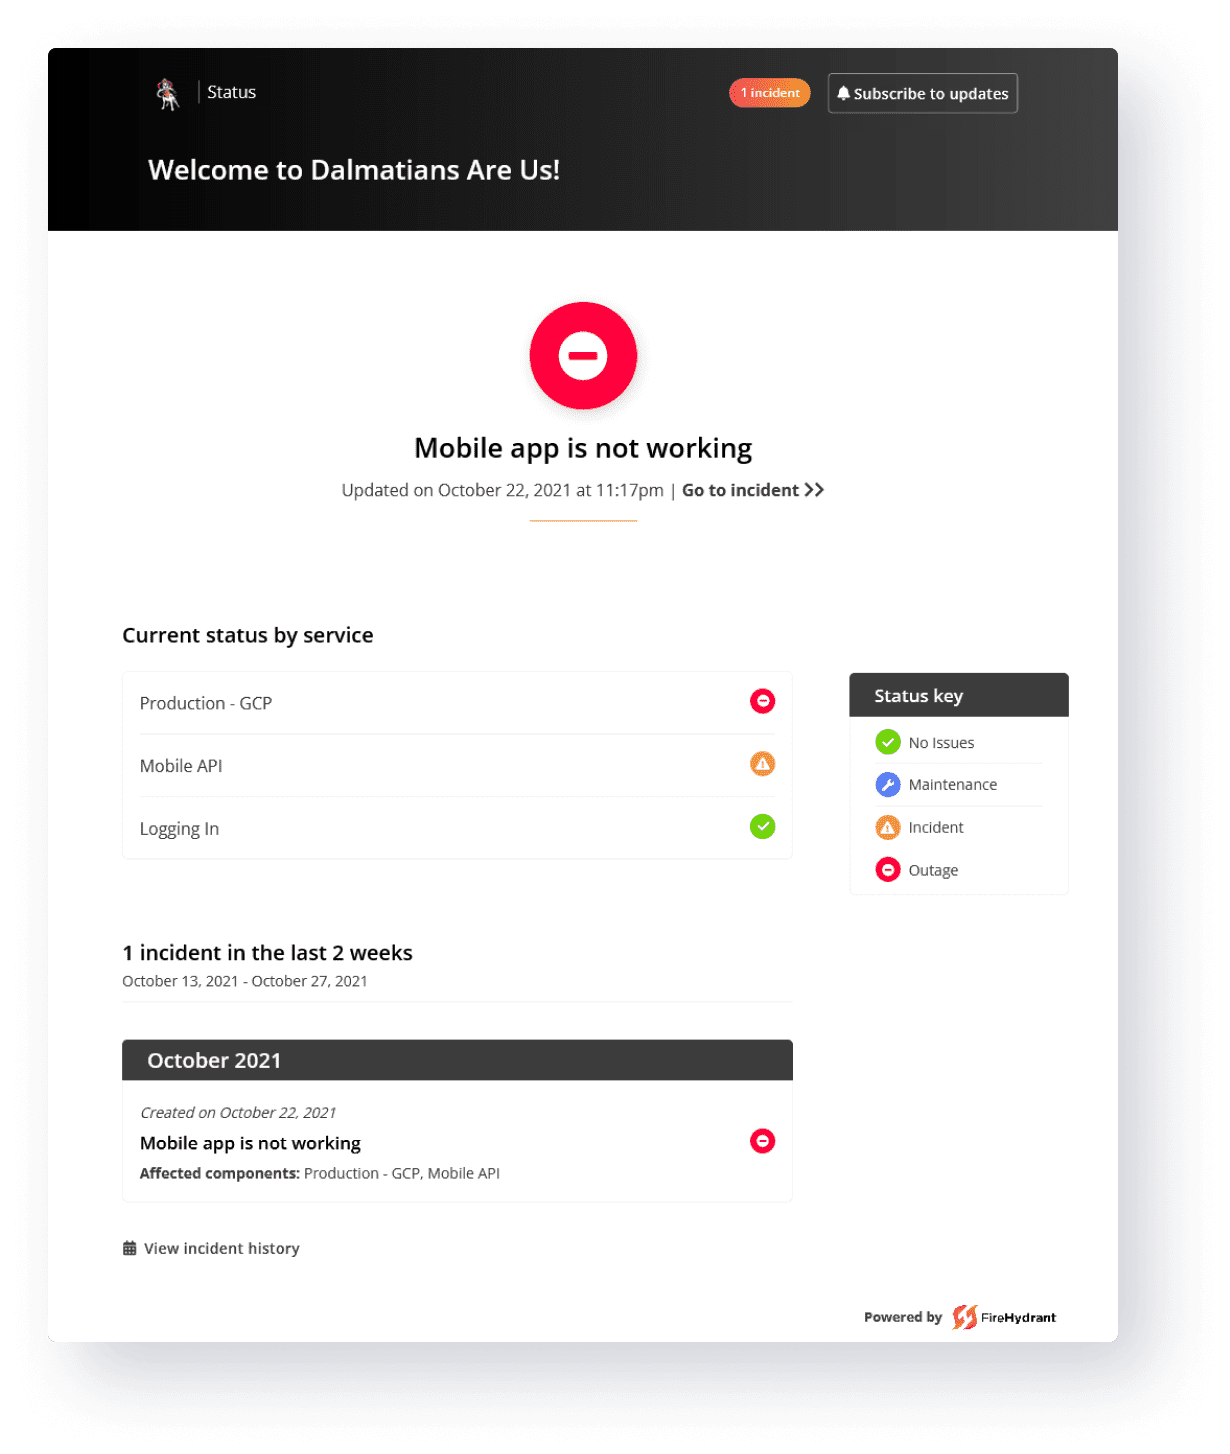 Status
1 incident
Subscribe to updates
Welcome to Dalmatians Are Us!
Mobile app is not working
Updated on October 22, 2021 at 11:17pm | Go to incident >>
Current status by service
Production - GCP
Mobile API
Logging In
Status key
No Issues
Maintenance
Incident
Outage
1 incident in the last 2 weeks
October 13, 2021 - October 27, 2021
October 2021
Created on October 22, 2021
Mobile app is not working
Affected components: Production - GCP, Mobile API
View incident history
Powered by FireHydrant